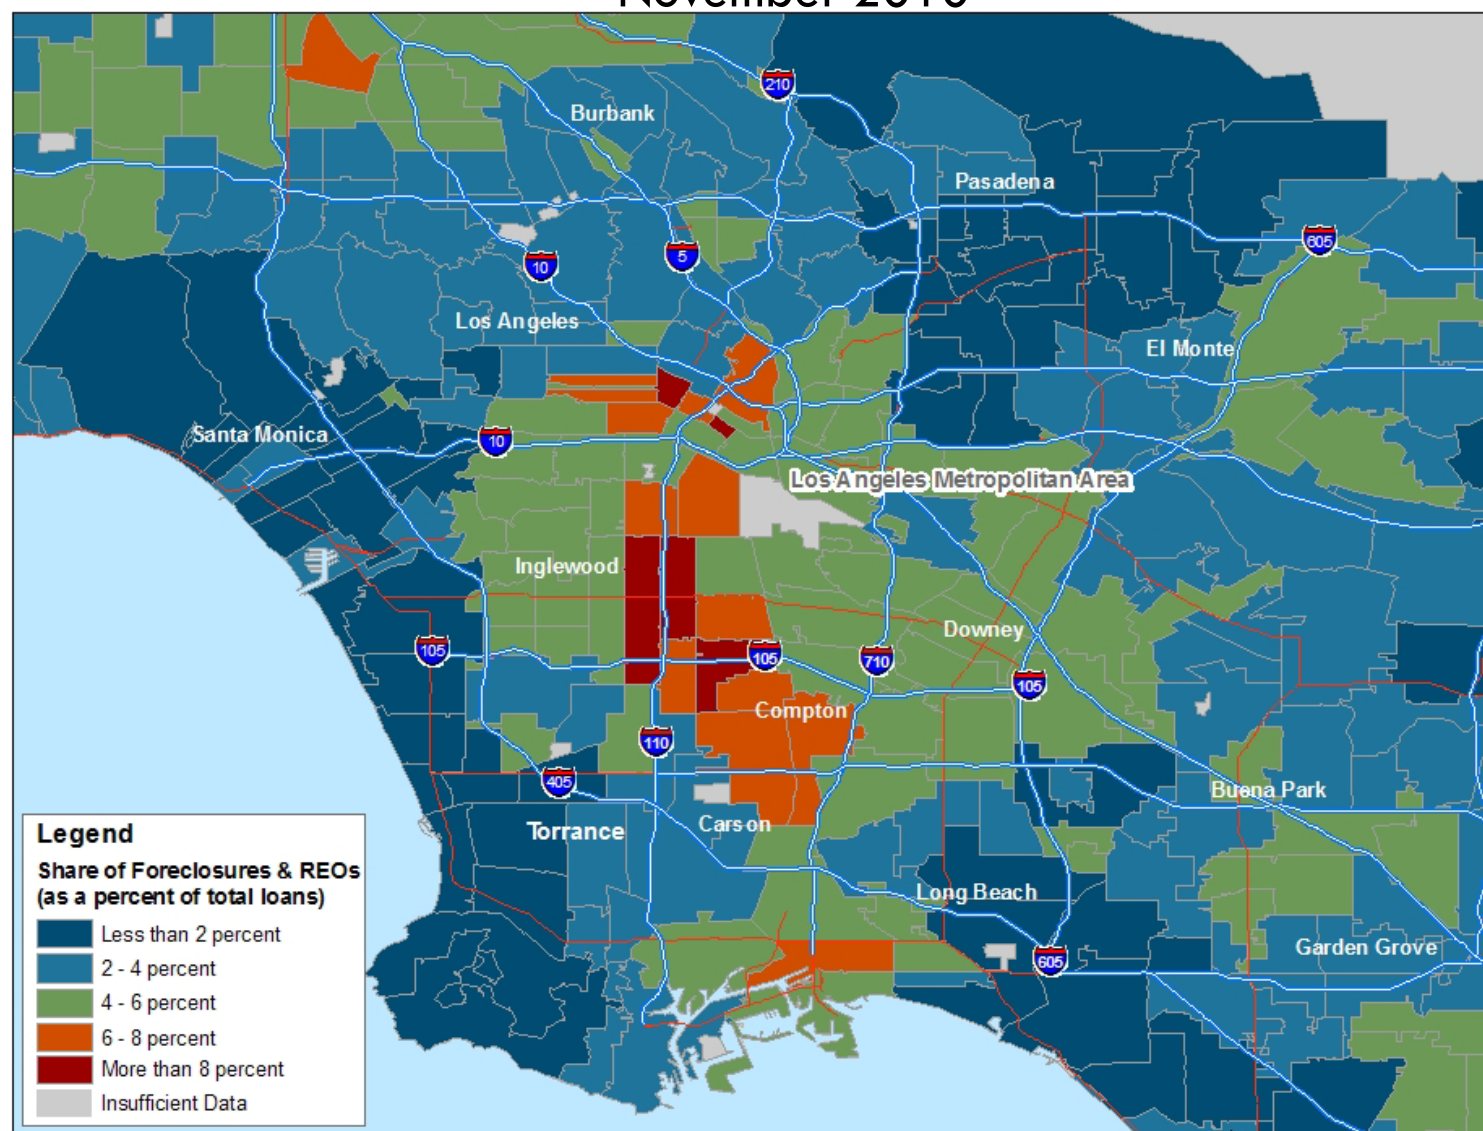 November 2010
210
Burbank
Pasadena
605
10
5
Los Angeles
El Monte
Santa Monica
10
Los Angeles Metropolitan Area
Inglewood
Downey
105
105
710
105
Compton
110
405
Buena Park
Torrance
Carson
Long Beach
Garden Grove
605
Legend
Share of Foreclosures & REOs
(as a percent of total loans)
Less than 2 percent
2 - 4 percent
4 - 6 percent
6 - 8 percent
More than 8 percent
Insufficient Data